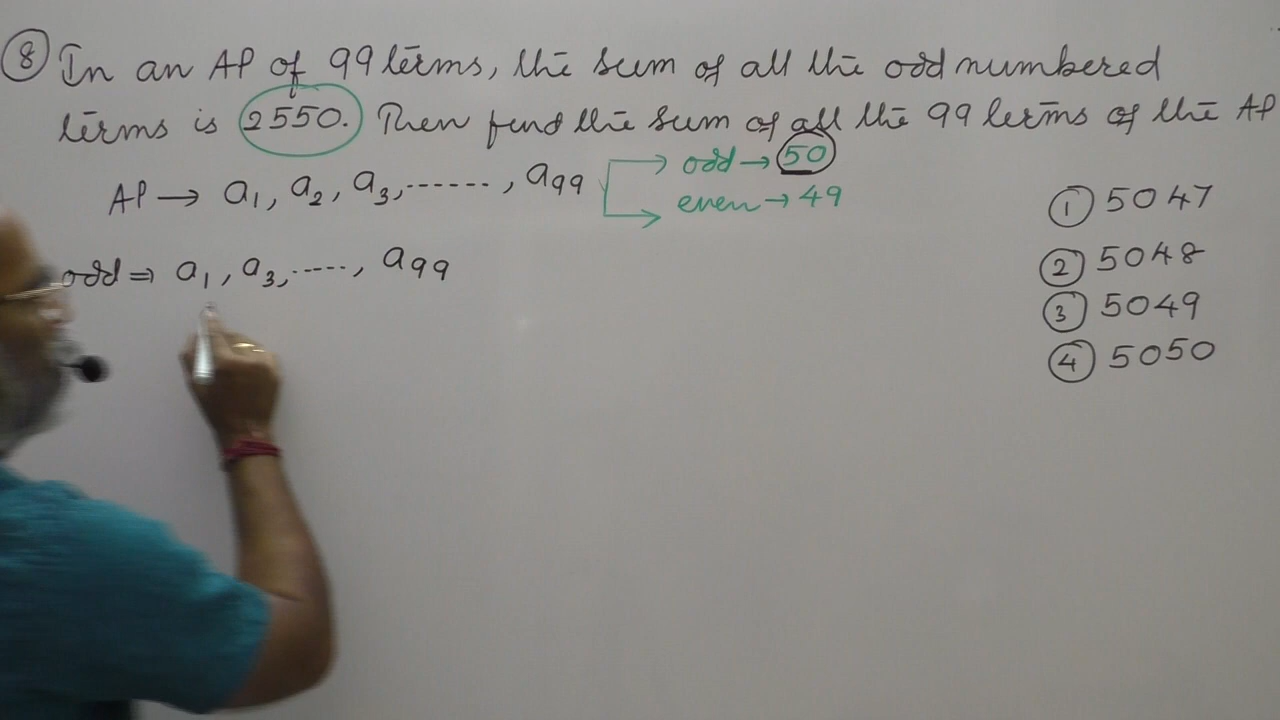 ⑧ In an AP of 99 terms, the sum of all the odd numbered
terms is 2550. Then find the sum of all the 99 terms of the AP
AP → a₁, a₂, a₃, ......, a₉₉
→ odd → 50
→ even → 49
odd ⇒ a₁, a₃, ....., a₉₉
① 5047
② 5048
③ 5049
④ 5050